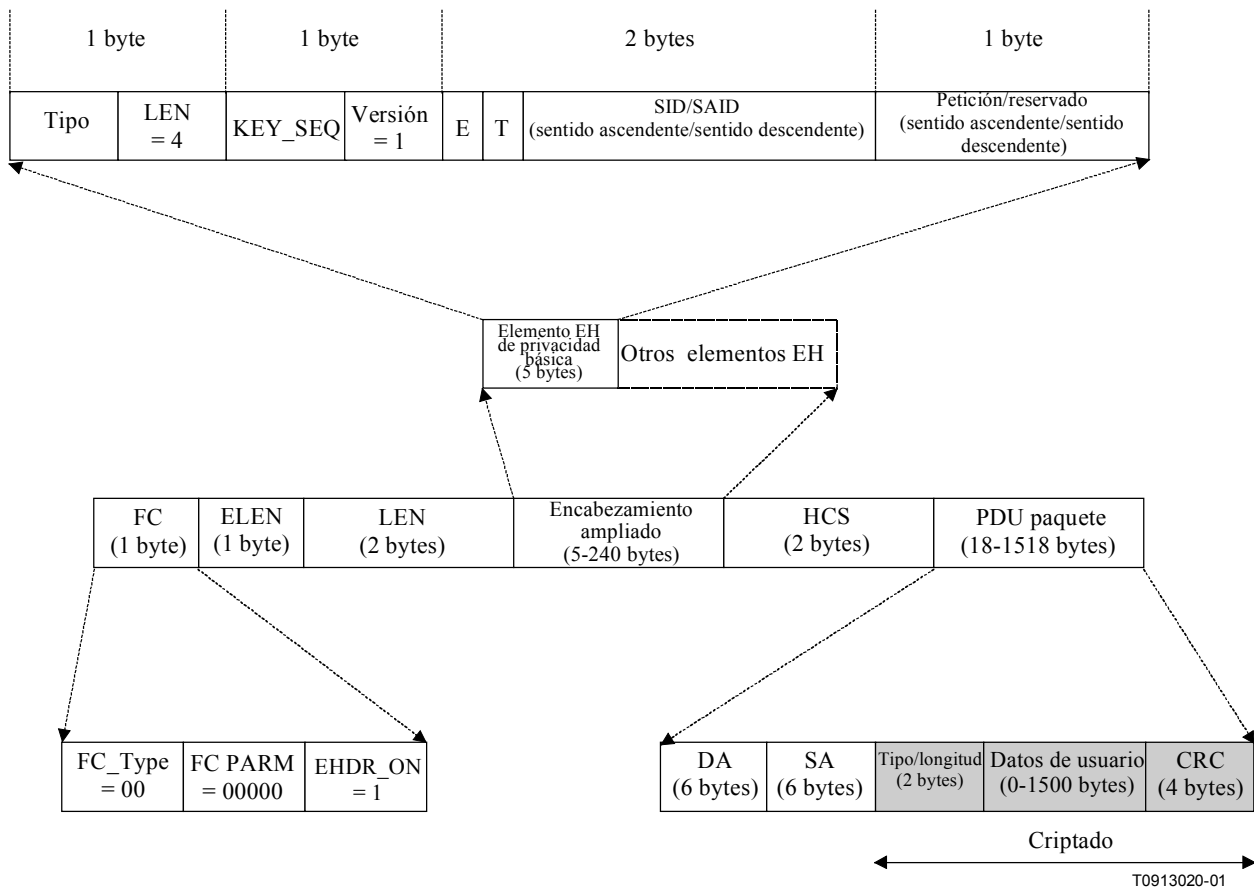 1 byte
1 byte
2 bytes
1 byte
Tipo
LEN
= 4
KEY_SEQ
Versión
= 1
E
T
SID/SAID
(sentido ascendente/sentido descendente)
Petición/reservado
(sentido ascendente/sentido
descendente)
Elemento EH
de privacidad
básica
(5 bytes)
Otros elementos EH
FC
(1 byte)
ELEN
(1 byte)
LEN
(2 bytes)
Encabezamiento
ampliado
(5-240 bytes)
HCS
(2 bytes)
PDU paquete
(18-1518 bytes)
FC_Type
= 00
FC PARM
= 00000
EHDR_ON
= 1
DA
(6 bytes)
SA
(6 bytes)
Tipo/longitud
(2 bytes)
Datos de usuario
(0-1500 bytes)
CRC
(4 bytes)
Criptado
T0913020-01